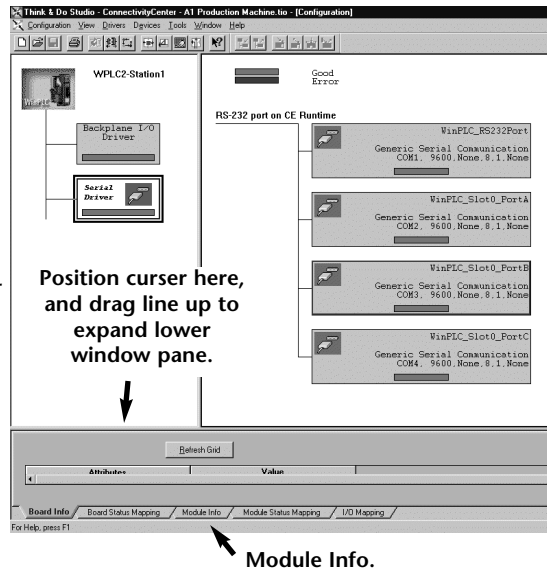 Think & Do Studio - ConnectivityCenter - A1 Production Machine.tio - [Configuration]
Configuration View Drivers Devices Tools Window Help
WPLC2-Station1
WinPLC
Backplane I/O
Driver
Serial
Driver
Good
Error
RS-232 port on CE Runtime
WinPLC_RS232Port
Generic Serial Communication
COM1, 9600,None,8,1,None
WinPLC_Slot0_PortA
Generic Serial Communication
COM2, 9600,None,8,1,None
WinPLC_Slot0_PortB
Generic Serial Communication
COM3, 9600,None,8,1,None
WinPLC_Slot0_PortC
Generic Serial Communication
COM4, 9600,None,8,1,None
Position curser here,
and drag line up to
expand lower
window pane.
Refresh Grid
Attributes Value
Board Info Board Status Mapping Module Info Module Status Mapping I/O Mapping
For Help, press F1
Module Info.